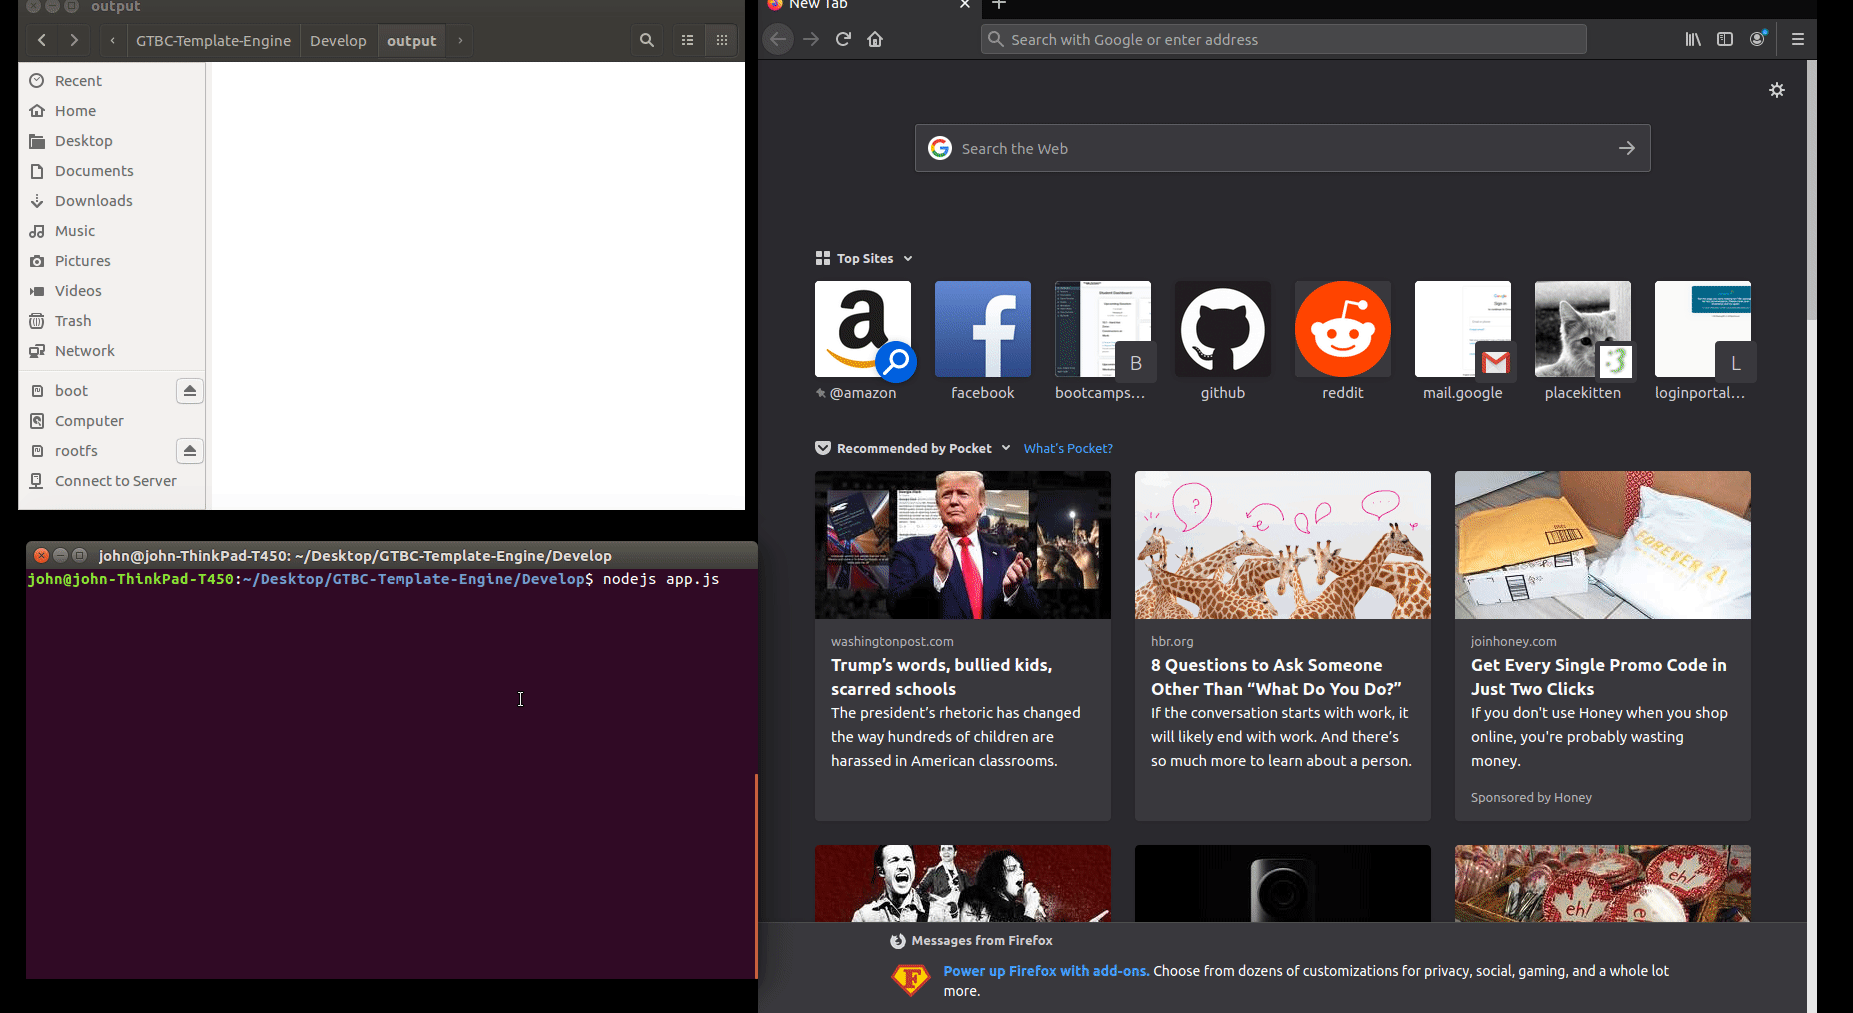 output
GTBC-Template-Engine
Develop
output
Recent
Home
Desktop
Documents
Downloads
Music
Pictures
Videos
Trash
Network
boot
Computer
rootfs
Connect to Server
john@john-ThinkPad-T450: ~/Desktop/GTBC-Template-Engine/Develop
john@john-ThinkPad-T450:~/Desktop/GTBC-Template-Engine/Develop$ nodejs app.js
New Tab
Search with Google or enter address
Search the Web
Top Sites
B
L
@amazon
facebook
bootcamps...
github
reddit
mail.google
placekitten
loginportal...
Recommended by Pocket
What's Pocket?
washingtonpost.com
Trump's words, bullied kids,
scarred schools
The president's rhetoric has changed
the way hundreds of children are
harassed in American classrooms.
hbr.org
8 Questions to Ask Someone
Other Than “What Do You Do?”
If the conversation starts with work, it
will likely end with work. And there's
so much more to learn about a person.
FOREVER 21
joinhoney.com
Get Every Single Promo Code in
Just Two Clicks
If you don't use Honey when you shop
online, you're probably wasting
money.
Sponsored by Honey
eh!
eh!
eh!
Messages from Firefox
Power up Firefox with add-ons. Choose from dozens of customizations for privacy, social, gaming, and a whole lot
more.